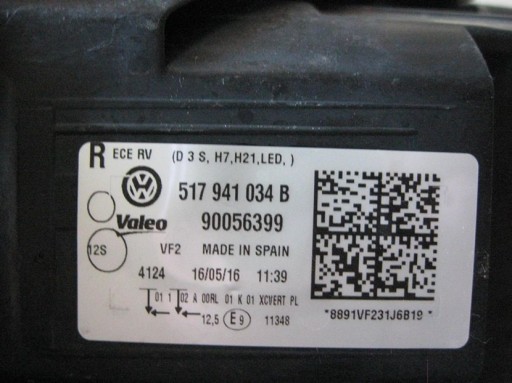 R ECE RV (D 3 S, H7,H21,LED, )
517 941 034 B
Valeo 90056399
12S VF2 MADE IN SPAIN
4124 16/05/16 11:39
01 1 02 A 00RL 01 K 01 XCVERT PL
12,5 E9 11348
*8891VF231J6B19*